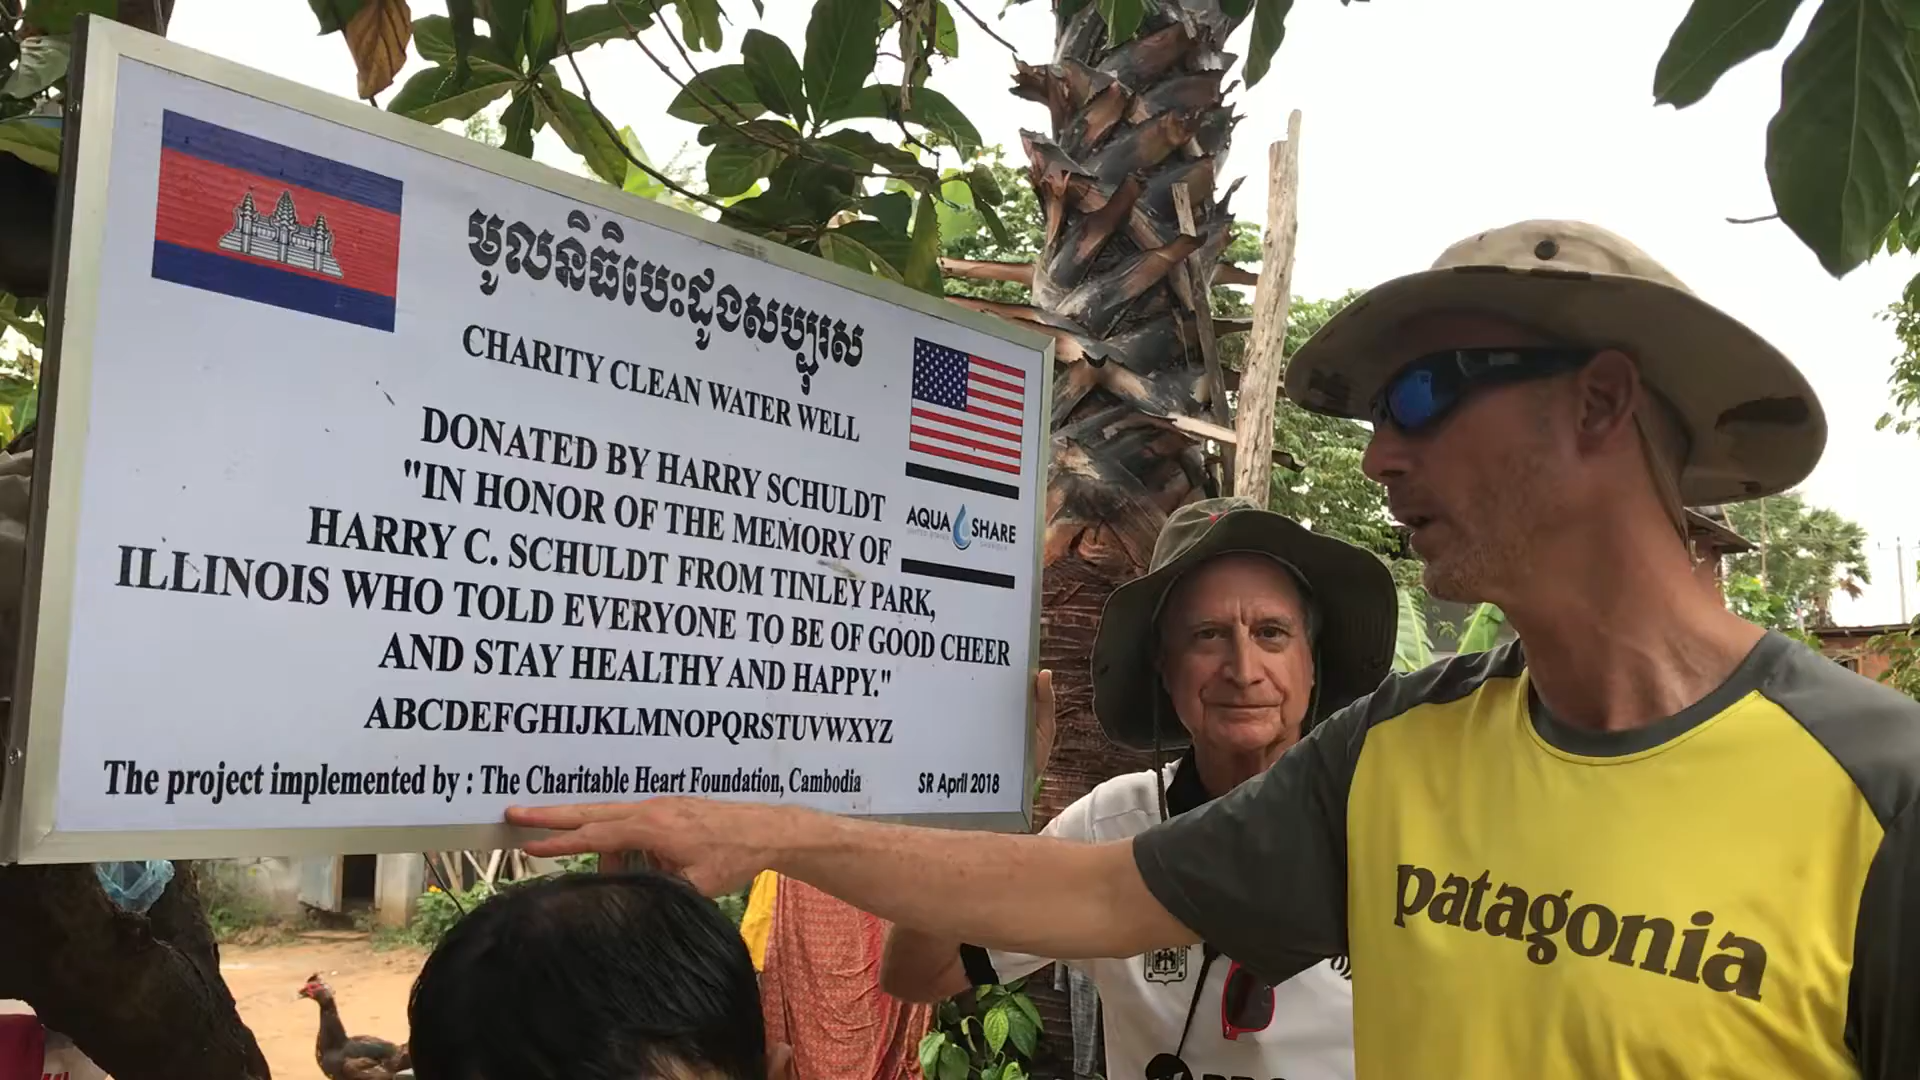 មូលនិធិបេះដូងសប្បុរស
CHARITY CLEAN WATER WELL
DONATED BY HARRY SCHULDT
"IN HONOR OF THE MEMORY OF
HARRY C. SCHULDT FROM TINLEY PARK,
ILLINOIS WHO TOLD EVERYONE TO BE OF GOOD CHEER
AND STAY HEALTHY AND HAPPY."
ABCDEFGHIJKLMNOPQRSTUVWXYZ
The project implemented by : The Charitable Heart Foundation, Cambodia
SR April 2018
AQUA SHARE
patagonia